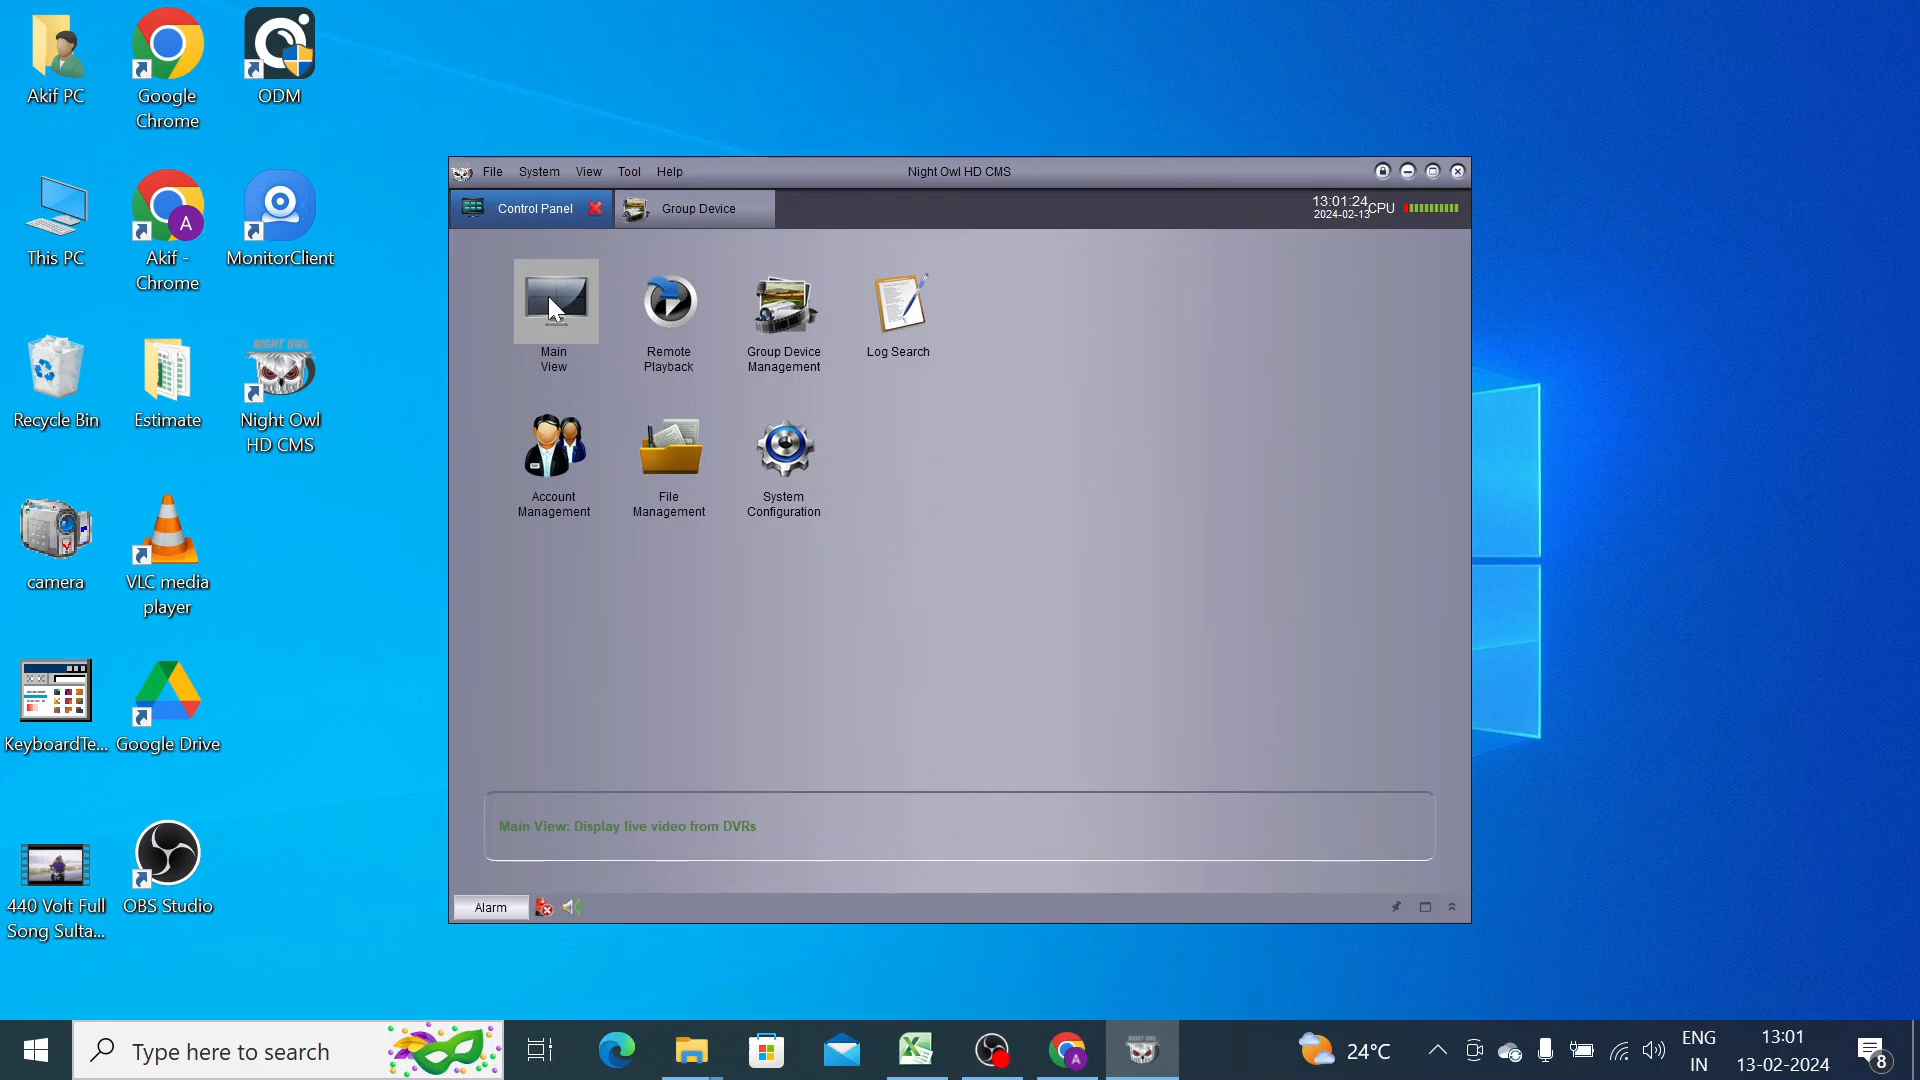 Akif PC
Google
Chrome
ODM
This PC
Akif -
Chrome
MonitorClient
Recycle Bin
Estimate
NIGHT OWL
Night Owl
HD CMS
camera
VLC media
player
KeyboardTe...
Google Drive
440 Volt Full
Song Sulta...
OBS Studio
File System View Tool Help
Night Owl HD CMS
Control Panel
Group Device
13:01:24
2024-02-13
CPU
Main
View
Remote
Playback
Group Device
Management
Log Search
Account
Management
File
Management
System
Configuration
Main View: Display live video from DVRs
Alarm
Type here to search
A
A
24°C
ENG
IN
13:01
13-02-2024
8